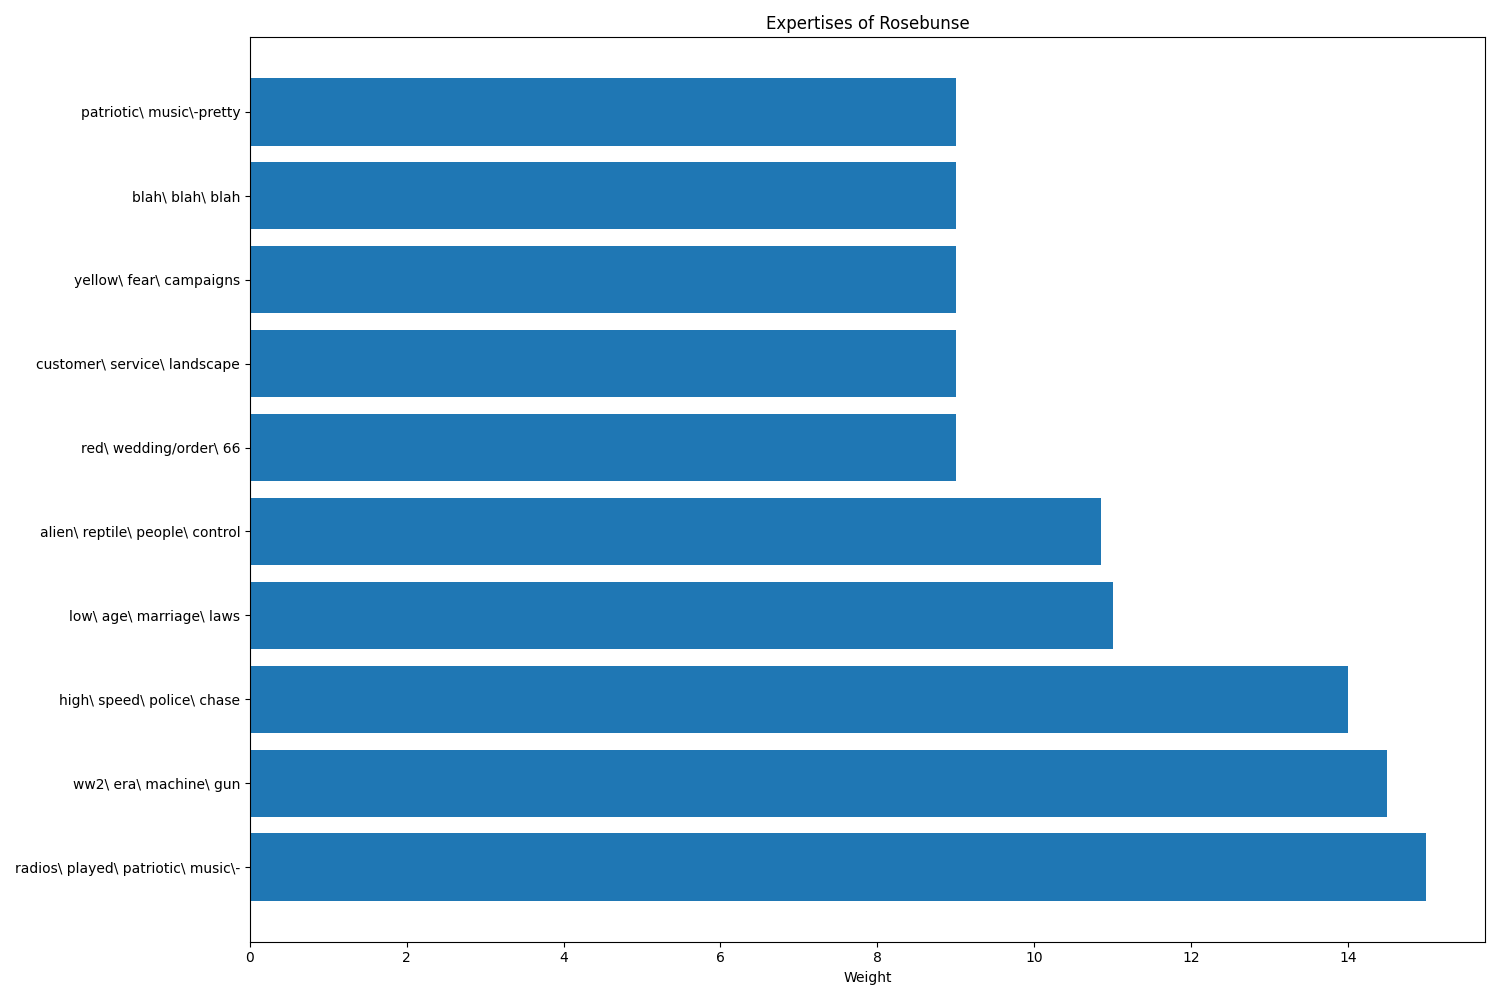 Expertises of Rosebunse
patriotic\ music\-pretty
blah\ blah\ blah
yellow\ fear\ campaigns
customer\ service\ landscape
red\ wedding/order\ 66
alien\ reptile\ people\ control
low\ age\ marriage\ laws
high\ speed\ police\ chase
ww2\ era\ machine\ gun
radios\ played\ patriotic\ music\-
0 2 4 6 8 10 12 14
Weight